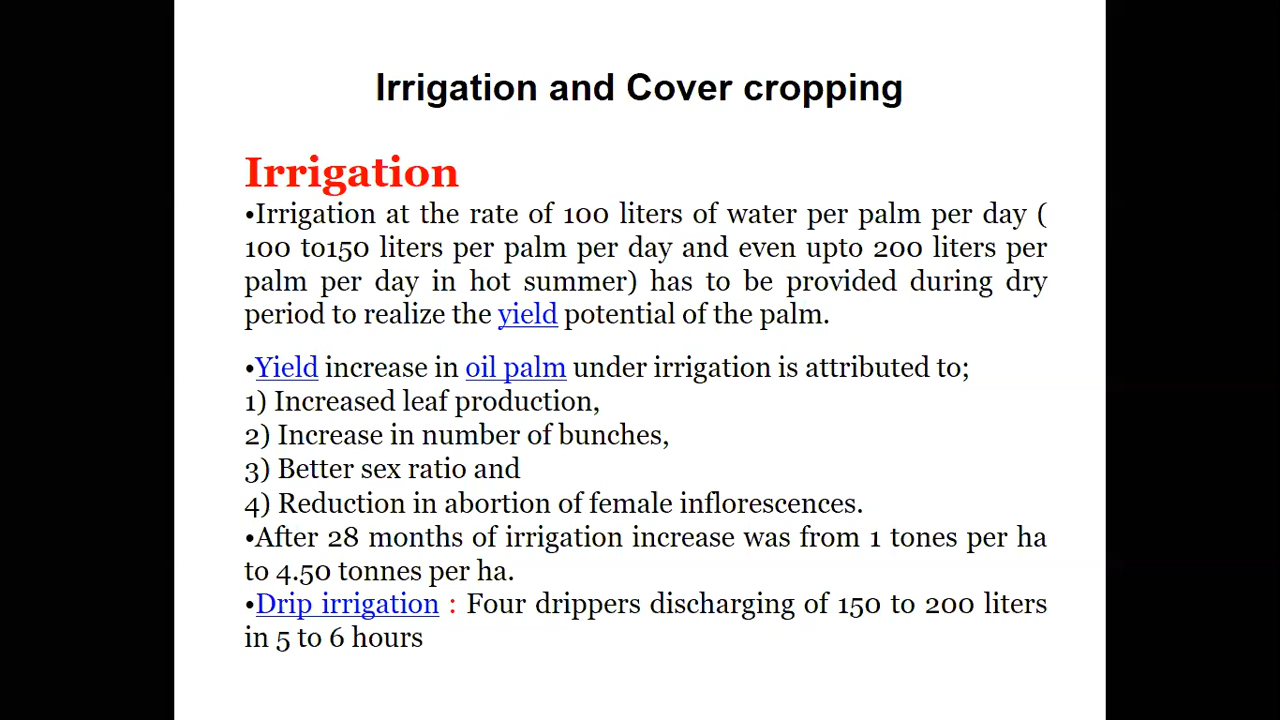 Irrigation and Cover cropping
Irrigation
•Irrigation at the rate of 100 liters of water per palm per day (
100 to150 liters per palm per day and even upto 200 liters per
palm per day in hot summer) has to be provided during dry
period to realize the yield potential of the palm.
•Yield increase in oil palm under irrigation is attributed to;
1) Increased leaf production,
2) Increase in number of bunches,
3) Better sex ratio and
4) Reduction in abortion of female inflorescences.
•After 28 months of irrigation increase was from 1 tones per ha
to 4.50 tonnes per ha.
•Drip irrigation : Four drippers discharging of 150 to 200 liters
in 5 to 6 hours